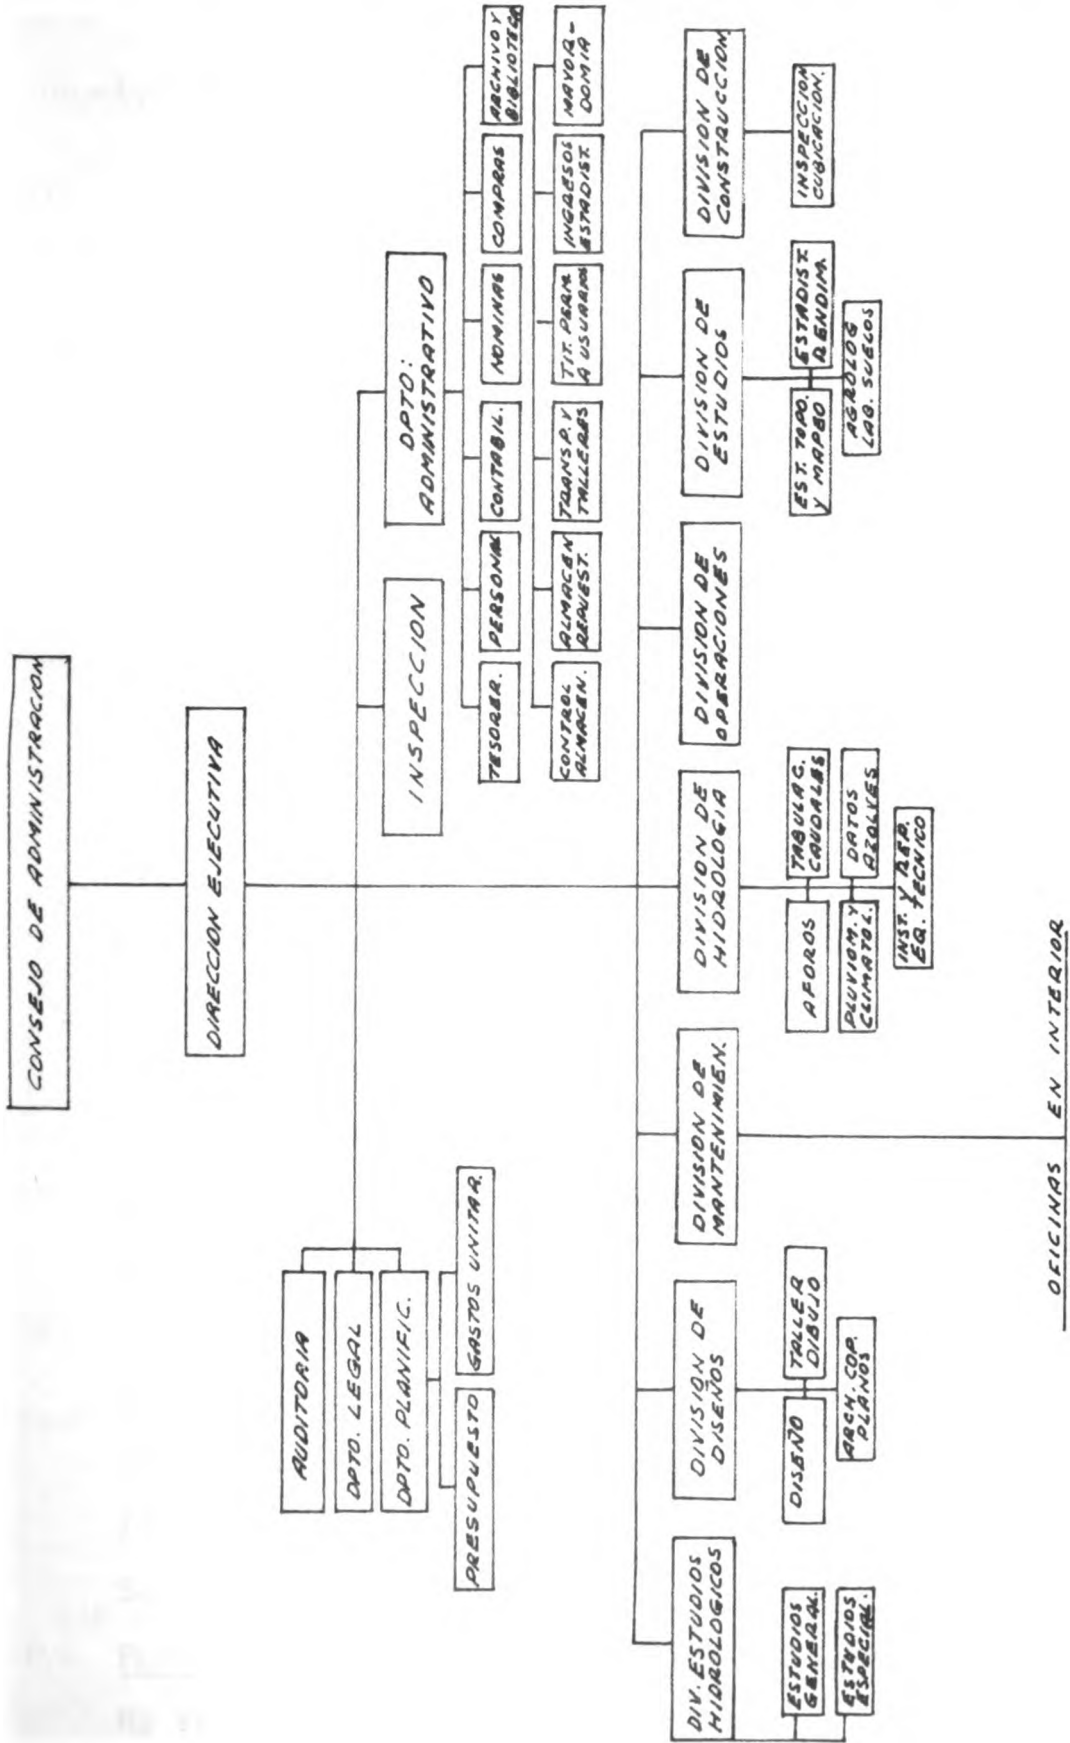 CONSEJO DE ADMINISTRACION
DIRECCION EJECUTIVA
AUDITORIA
DPTO. LEGAL
DPTO. PLANIFIC.
PRESUPUESTO
GASTOS UNITAR.
INSPECCION
DPTO:
ADMINISTRATIVO
TESORER.
PERSONAL
CONTABIL.
NOMINAS
COMPRAS
ARCHIVO Y
BIBLIOTECA
CONTROL
ALMACEN.
ALMACEN
REPUEST.
TRANSP. Y
TALLERES
TIT. PERM.
A USUARIOS
INGRESOS
ESTADIST.
MAYOR-
DOMIA
DIV. ESTUDIOS
HIDROLOGICOS
ESTUDIOS
GENERAL.
ESTUDIOS
ESPECIAL.
DIVISION DE
DISEÑOS
DISEÑO
TALLER
DIBUJO
ARCH. COP.
PLANOS
DIVISION DE
MANTENIMIEN.
DIVISION DE
HIDROLOGIA
AFOROS
TABULAC.
CAUDALES
PLUVIOM. Y
CLIMATOL.
DATOS
AZOLVES
INST. Y REP.
EQ. TECNICO
DIVISION DE
OPERACIONES
DIVISION DE
ESTUDIOS
EST. TOPO.
Y MAPEO
ESTADIST.
RENDIM.
AGROLOG
LAB. SUELOS
DIVISION DE
CONSTRUCCION
INSPECCION
CUBICACION.
OFICINAS EN INTERIOR